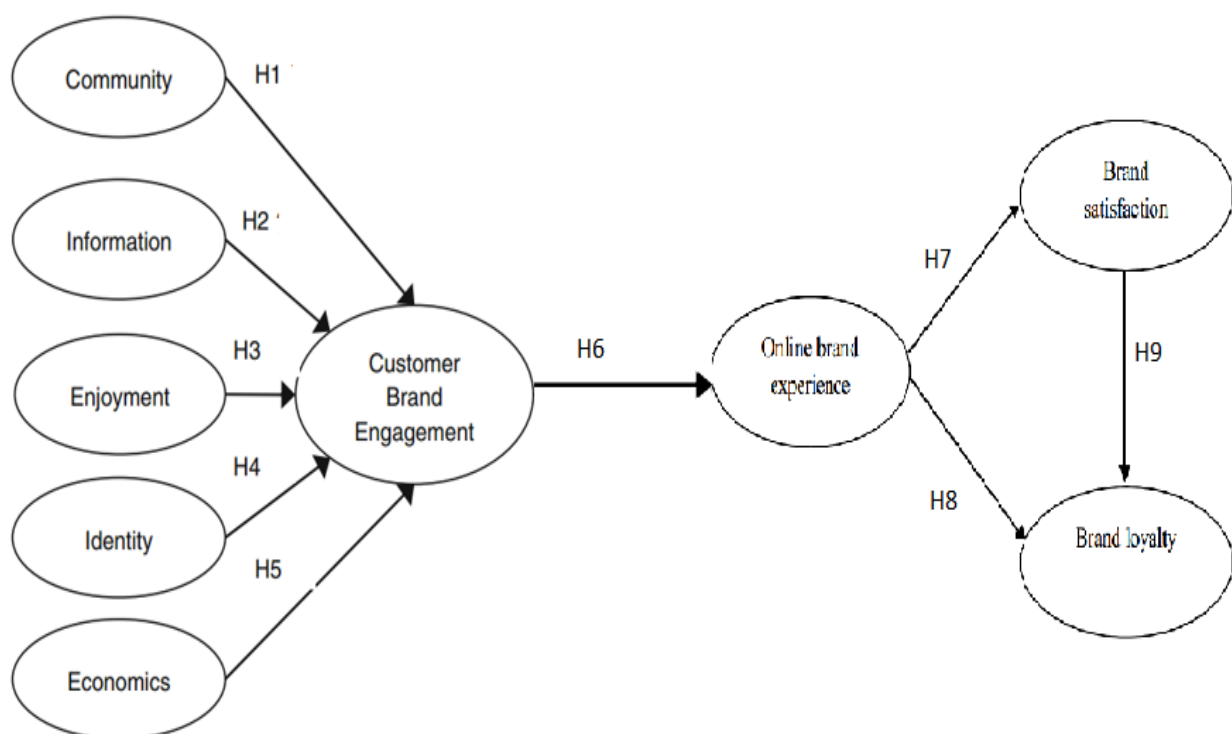 Community
H1
Information
H2
Enjoyment
H3
Identity
H4
Economics
H5
Customer
Brand
Engagement
H6
Online brand
experience
H7
H8
Brand
satisfaction
H9
Brand loyalty